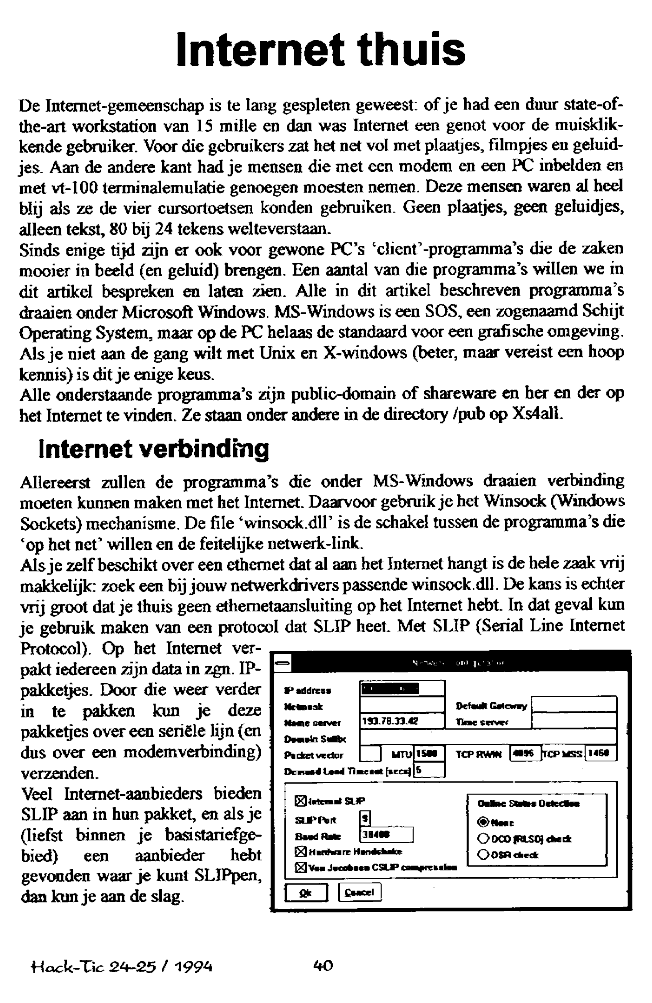 Internet thuis
De Internet-gemeenschap is te lang gespleten geweest: of je had een duur state-of-
the-art workstation van 15 mille en dan was Internet een genot voor de muisklik-
kende gebruiker. Voor die gebruikers zat het net vol met plaatjes, filmpjes en geluid-
jes. Aan de andere kant had je mensen die met een modem en een PC inbelden en
met vt-100 terminalemulatie genoegen moesten nemen. Deze mensen waren al heel
blij als ze de vier cursortoetsen konden gebruiken. Geen plaatjes, geen geluidjes,
alleen tekst, 80 bij 24 tekens welteverstaan.
Sinds enige tijd zijn er ook voor gewone PC's 'client'-programma's die de zaken
mooier in beeld (en geluid) brengen. Een aantal van die programma's willen we in
dit artikel bespreken en laten zien. Alle in dit artikel beschreven programma's
draaien onder Microsoft Windows. MS-Windows is een SOS, een zogenaamd Schijt
Operating System, maar op de PC helaas de standaard voor een grafische omgeving.
Als je niet aan de gang wilt met Unix en X-windows (beter, maar vereist een hoop
kennis) is dit je enige keus.
Alle onderstaande programma's zijn public-domain of shareware en her en der op
het Internet te vinden. Ze staan onder andere in de directory /pub op Xs4all.
Internet verbinding
Allereerst zullen de programma's die onder MS-Windows draaien verbinding
moeten kunnen maken met het Internet. Daarvoor gebruik je het Winsock (Windows
Sockets) mechanisme. De file 'winsock.dll' is de schakel tussen de programma's die
'op het net' willen en de feitelijke netwerk-link.
Als je zelf beschikt over een ethernet dat al aan het Internet hangt is de hele zaak vrij
makkelijk: zoek een bij jouw netwerkdrivers passende winsock.dll. De kans is echter
vrij groot dat je thuis geen ethernetaansluiting op het Internet hebt. In dat geval kun
je gebruik maken van een protocol dat SLIP heet. Met SLIP (Serial Line Internet
Protocol). Op het Internet ver-
pakt iedereen zijn data in zgn. IP-
pakketjes. Door die weer verder
in te pakken kun je deze
pakketjes over een seriële lijn (en
dus over een modemverbinding)
verzenden.
Veel Internet-aanbieders bieden
SLIP aan in hun pakket, en als je
(liefst binnen je basistariefge-
bied) een aanbieder hebt
gevonden waar je kunt SLIPpen,
dan kun je aan de slag.
Network configuration
IP address
Netmask
Default Gateway
Name server 193.78.33.42
Time server
Domain Suffix
Packet vector
MTU 1500
TCP RWIN 4096
TCP MSS 1460
Demand Load Timeout (secs) 5
Internal SLIP
Online Status Detection
SLIP Port
None
Baud Rate 38400
DCD (RLSD) check
Hardware Handshake
DSR check
Van Jacobson CSLIP compression
Ok
Cancel
Hack-Tic 24-25 / 1994
40